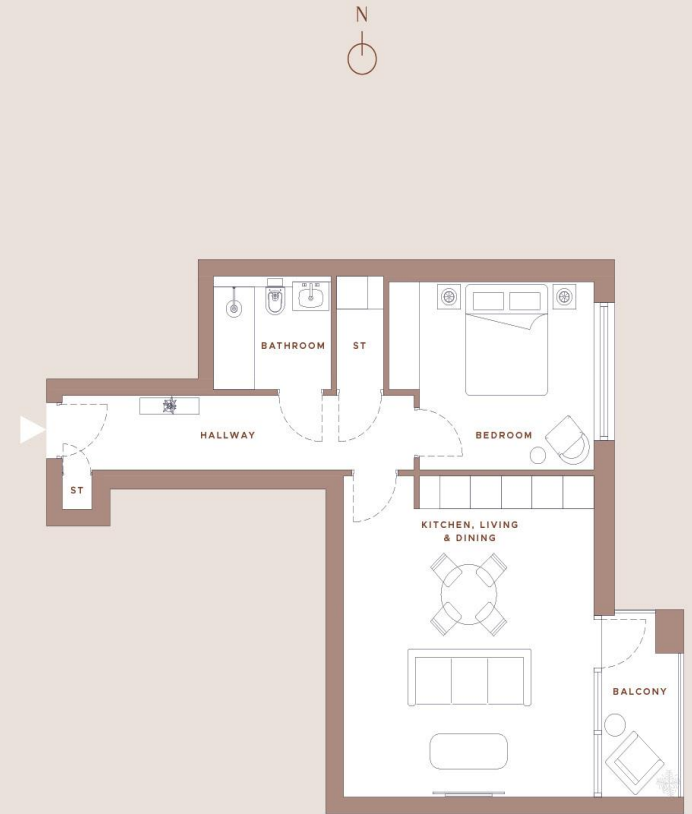 N
BATHROOM
ST
HALLWAY
BEDROOM
ST
KITCHEN, LIVING
& DINING
BALCONY